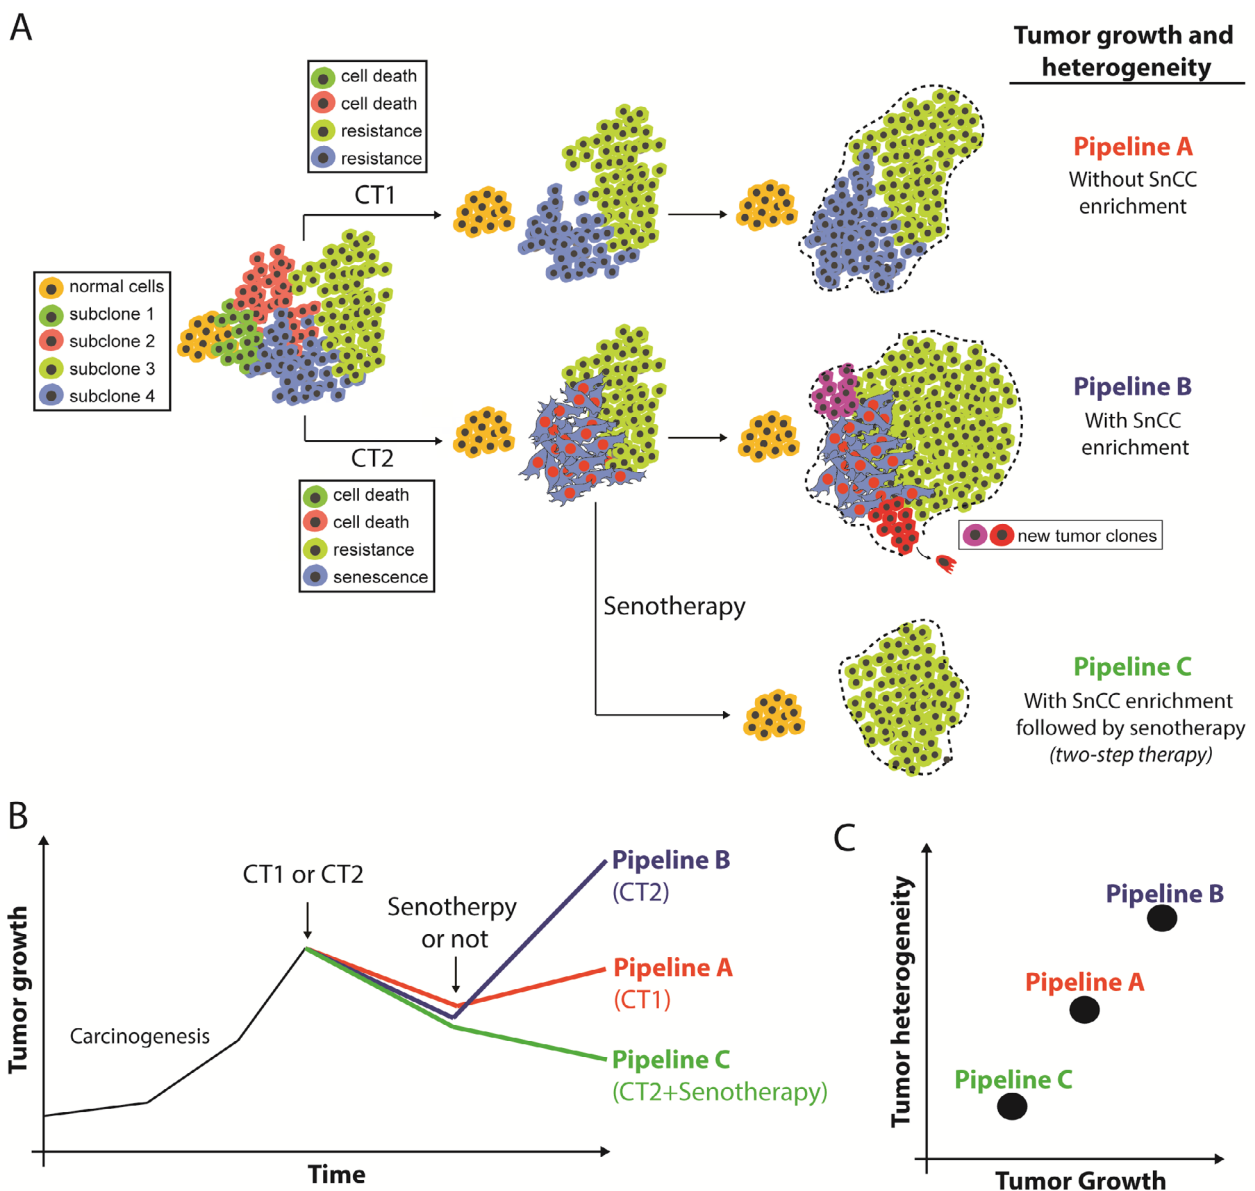 A
Tumor growth and
heterogeneity
cell death
cell death
resistance
resistance
CT1
Pipeline A
Without SnCC
enrichment
normal cells
subclone 1
subclone 2
subclone 3
subclone 4
CT2
cell death
cell death
resistance
senescence
Pipeline B
With SnCC
enrichment
new tumor clones
Senotherapy
Pipeline C
With SnCC enrichment
followed by senotherapy
(two-step therapy)
B
Tumor growth
Carcinogenesis
CT1 or CT2
Senotherpy
or not
Pipeline B
(CT2)
Pipeline A
(CT1)
Pipeline C
(CT2+Senotherapy)
Time
C
Tumor heterogeneity
Pipeline B
Pipeline A
Pipeline C
Tumor Growth